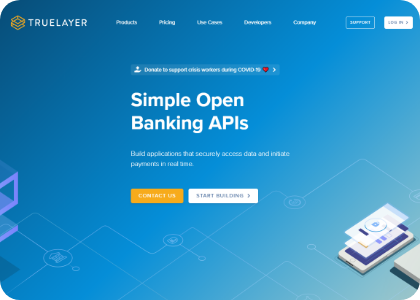 TRUELAYER
Products Pricing Use Cases Developers Company
SUPPORT
LOG IN
Donate to support crisis workers during COVID-19
Simple Open
Banking APIs
Build applications that securely access data and initiate
payments in real time.
CONTACT US
START BUILDING